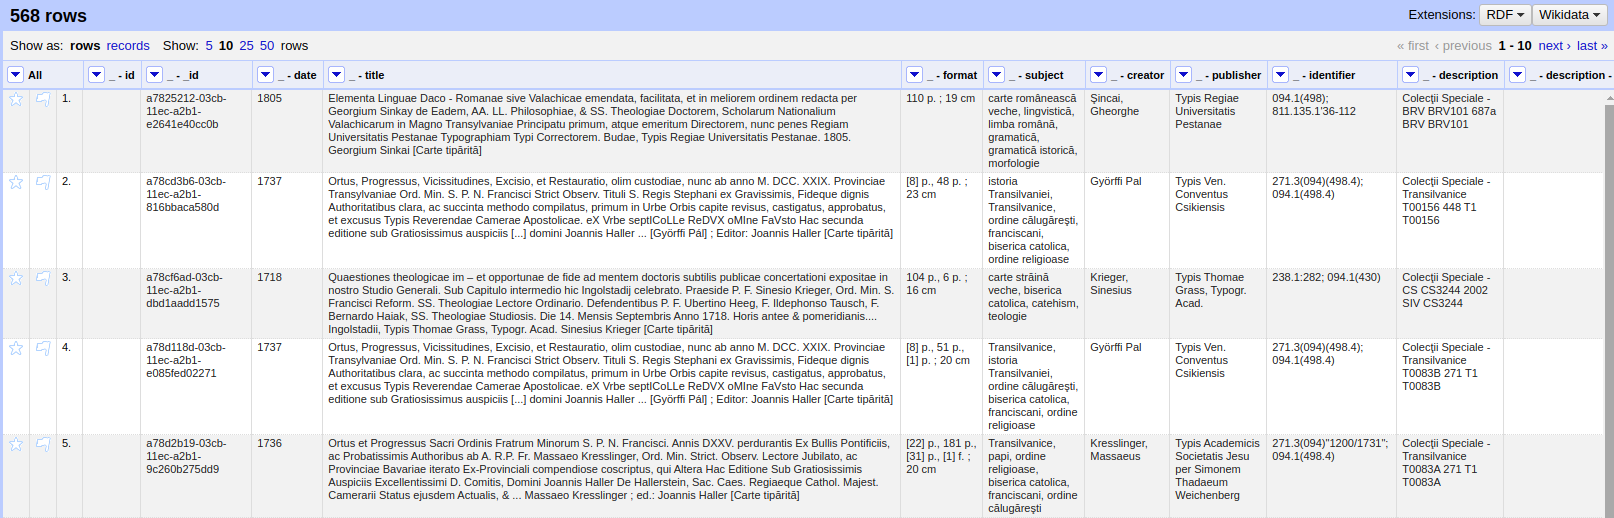 568 rows
Extensions: RDF Wikidata
Show as: rows records Show: 5 10 25 50 rows
« first ‹ previous 1 - 10 next › last »
All _ - id _ - _id _ - date _ - title _ - format _ - subject _ - creator _ - publisher _ - identifier _ - description _ - description -
1.
a7825212-03cb-
11ec-a2b1-
e2641e40cc0b
1805
Elementa Linguae Daco - Romanae sive Valachicae emendata, facilitata, et in meliorem ordinem redacta per
Georgium Sinkay de Eadem, AA. LL. Philosophiae, & SS. Theologiae Doctorem, Scholarum Nationalium
Valachicarum in Magno Transylvaniae Principatu primum, atque emeritum Directorem, nunc penes Regiam
Universitatis Pestanae Typographiam Typi Correctorem. Budae, Typis Regiae Universitatis Pestanae. 1805.
Georgium Sinkai [Carte tipărită]
110 p. ; 19 cm
carte românească
veche, lingvistică,
limba română,
gramatică,
gramatică istorică,
morfologie
Şincai,
Gheorghe
Typis Regiae
Universitatis
Pestanae
094.1(498);
811.135.1'36-112
Colecţii Speciale -
BRV BRV101 687a
BRV BRV101
2.
a78cd3b6-03cb-
11ec-a2b1-
816bbaca580d
1737
Ortus, Progressus, Vicissitudines, Excisio, et Restauratio, olim custodiae, nunc ab anno M. DCC. XXIX. Provinciae
Transylvaniae Ord. Min. S. P. N. Francisci Strict Observ. Tituli S. Regis Stephani ex Gravissimis, Fideque dignis
Authoritatibus clara, ac succinta methodo compilatus, primum in Urbe Orbis capite revisus, castigatus, approbatus,
et excusus Typis Reverendae Camerae Apostolicae. eX Vrbe septICoLLe ReDVX oMIne FaVsto Hac secunda
editione sub Gratiosissimus auspiciis [...] domini Joannis Haller ... [Györffi Pál] ; Editor: Joannis Haller [Carte tipărită]
[8] p., 48 p. ;
23 cm
istoria
Transilvaniei,
Transilvanice,
ordine călugăreşti,
franciscani,
biserica catolica,
ordine religioase
Györffi Pal
Typis Ven.
Conventus
Csikiensis
271.3(094)(498.4);
094.1(498.4)
Colecţii Speciale -
Transilvanice
T00156 448 T1
T00156
3.
a78cf6ad-03cb-
11ec-a2b1-
dbd1aadd1575
1718
Quaestiones theologicae im – et opportunae de fide ad mentem doctoris subtilis publicae concertationi expositae in
nostro Studio Generali. Sub Capitulo intermedio hic Ingolstadij celebrato. Praeside P. F. Sinesio Krieger, Ord. Min. S.
Francisci Reform. SS. Theologiae Lectore Ordinario. Defendentibus P. F. Ubertino Heeg, F. Ildephonso Tausch, F.
Bernardo Haiak, SS. Theologiae Studiosis. Die 14. Mensis Septembris Anno 1718. Horis antee & pomeridianis....
Ingolstadii, Typis Thomae Grass, Typogr. Acad. Sinesius Krieger [Carte tipărită]
104 p., 6 p. ;
16 cm
carte străină
veche, biserica
catolica, catehism,
teologie
Krieger,
Sinesius
Typis Thomae
Grass, Typogr.
Acad.
238.1:282; 094.1(430)
Colecţii Speciale -
CS CS3244 2002
SIV CS3244
4.
a78d118d-03cb-
11ec-a2b1-
e085fed02271
1737
Ortus, Progressus, Vicissitudines, Excisio, et Restauratio, olim custodiae, nunc ab anno M. DCC. XXIX. Provinciae
Transylvaniae Ord. Min. S. P. N. Francisci Strict Observ. Tituli S. Regis Stephani ex Gravissimis, Fideque dignis
Authoritatibus clara, ac succinta methodo compilatus, primum in Urbe Orbis capite revisus, castigatus, approbatus,
et excusus Typis Reverendae Camerae Apostolicae. eX Vrbe septICoLLe ReDVX oMIne FaVsto Hac secunda
editione sub Gratiosissimus auspiciis [...] domini Joannis Haller ... [Györffi Pál] ; Editor: Joannis Haller [Carte tipărită]
[8] p., 51 p.,
[1] p. ; 20 cm
Transilvanice,
istoria
Transilvaniei,
ordine călugăreşti,
biserica catolica,
franciscani, ordine
religioase
Györffi Pal
Typis Ven.
Conventus
Csikiensis
271.3(094)(498.4);
094.1(498.4)
Colecţii Speciale -
Transilvanice
T0083B 271 T1
T0083B
5.
a78d2b19-03cb-
11ec-a2b1-
9c260b275dd9
1736
Ortus et Progressus Sacri Ordinis Fratrum Minorum S. P. N. Francisci. Annis DXXV. perdurantis Ex Bullis Pontificiis,
ac Probatissimis Authoribus ab A. R.P. Fr. Massaeo Kresslinger, Ord. Min. Strict. Observ. Lectore Jubilato, ac
Provinciae Bavariae iterato Ex-Provinciali compendiose coscriptus, qui Altera Hac Editione Sub Gratiosissimis
Auspiciis Excellentissimi D. Comitis, Domini Joannis Haller De Hallerstein, Sac. Caes. Regiaeque Cathol. Majest.
Camerarii Status ejusdem Actualis, & ... Massaeo Kresslinger ; ed.: Joannis Haller [Carte tipărită]
[22] p., 181 p.,
[31] p., [1] f. ;
20 cm
Transilvanice,
papi, ordine
religioase,
biserica catolica,
franciscani, ordine
călugăreşti
Kresslinger,
Massaeus
Typis Academicis
Societatis Jesu
per Simonem
Thadaeum
Weichenberg
271.3(094)"1200/1731";
094.1(498.4)
Colecţii Speciale -
Transilvanice
T0083A 271 T1
T0083A